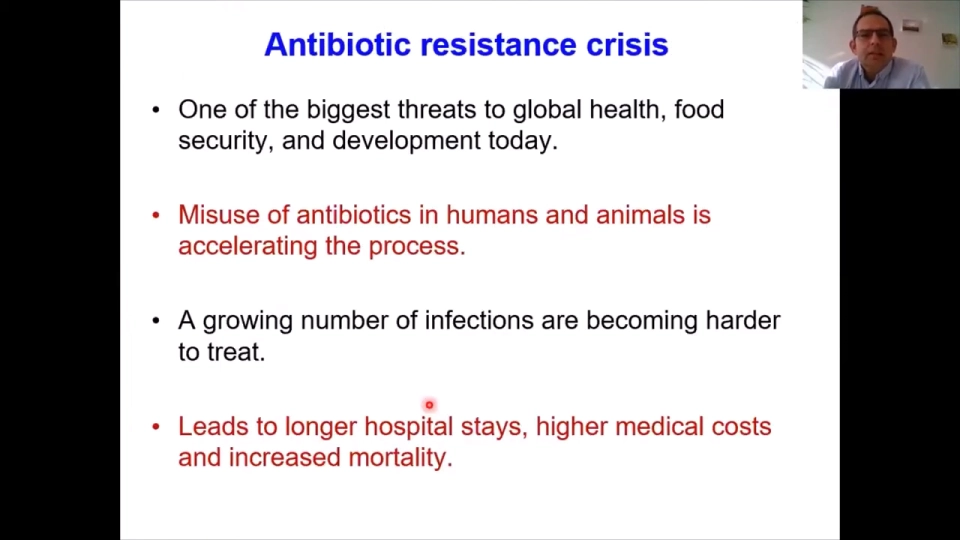 Antibiotic resistance crisis
• One of the biggest threats to global health, food
security, and development today.
• Misuse of antibiotics in humans and animals is
accelerating the process.
• A growing number of infections are becoming harder
to treat.
• Leads to longer hospital stays, higher medical costs
and increased mortality.